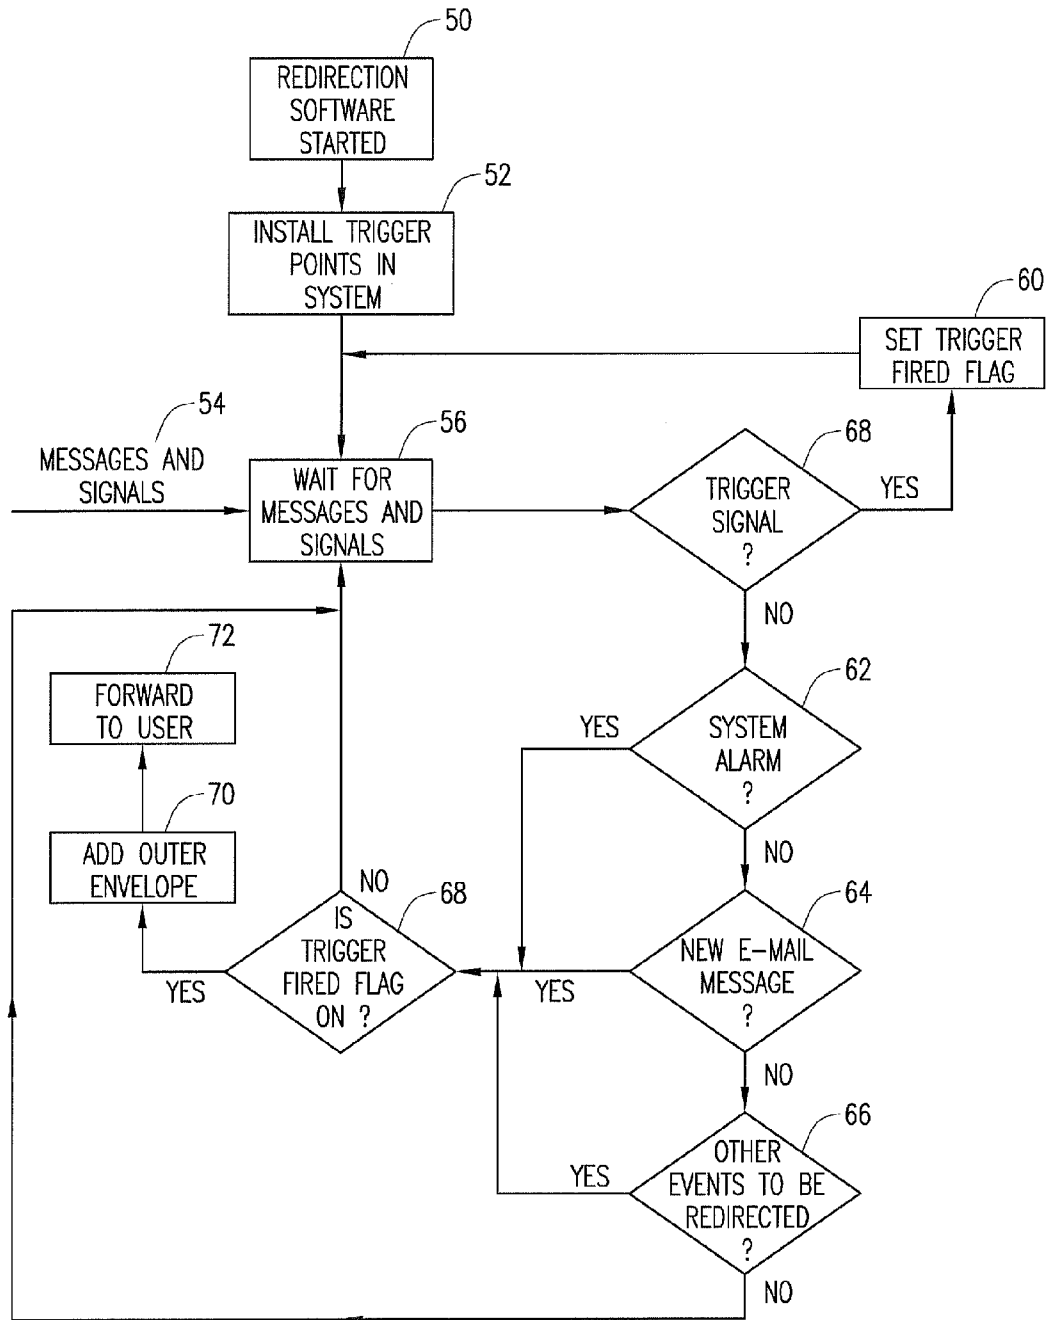 50
REDIRECTION
SOFTWARE
STARTED
52
INSTALL TRIGGER
POINTS IN
SYSTEM
60
SET TRIGGER
FIRED FLAG
54
MESSAGES AND
SIGNALS
56
WAIT FOR
MESSAGES AND
SIGNALS
68
TRIGGER
SIGNAL
?
YES
NO
72
FORWARD
TO USER
62
SYSTEM
ALARM
?
YES
NO
70
ADD OUTER
ENVELOPE
NO
68
IS
TRIGGER
FIRED FLAG
ON ?
YES
64
NEW E-MAIL
MESSAGE
?
YES
NO
66
OTHER
EVENTS TO BE
REDIRECTED
?
YES
NO